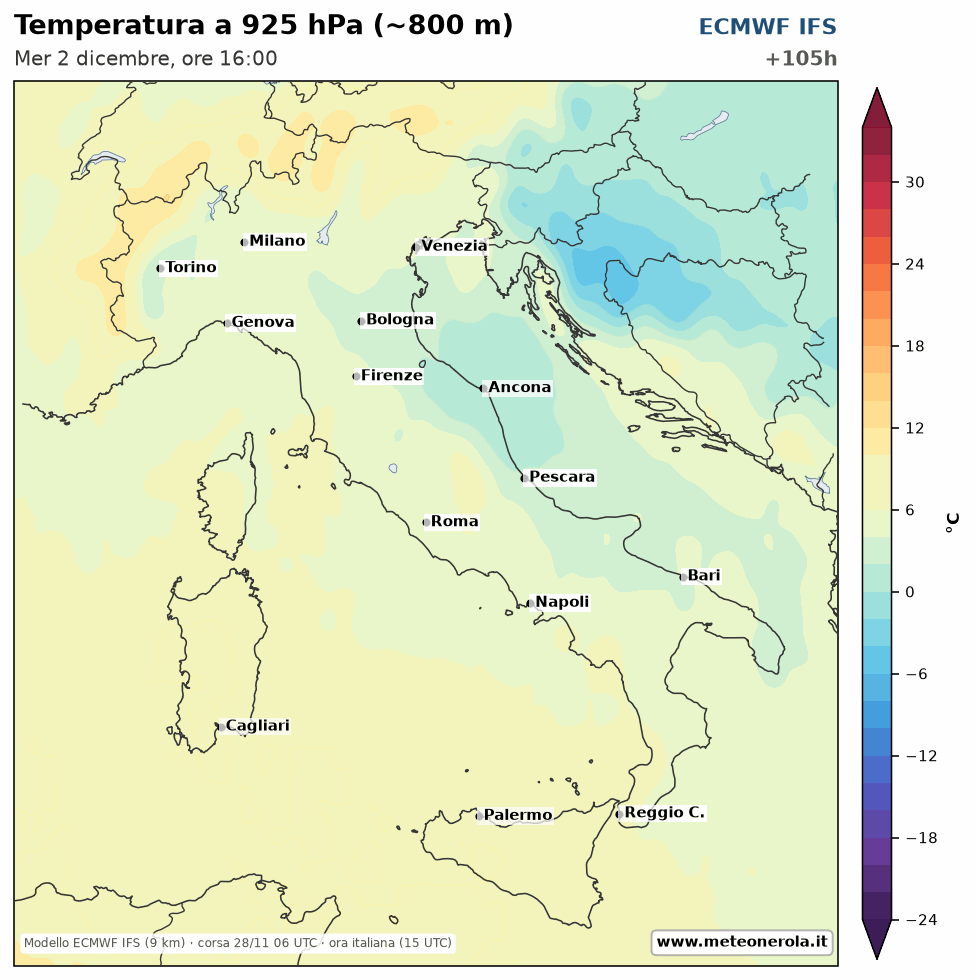 Temperatura a 925 hPa (~800 m)
ECMWF IFS
Mer 2 dicembre, ore 16:00
+105h
Milano
Venezia
Torino
Genova
Bologna
Firenze
Ancona
Pescara
Roma
Bari
Napoli
Cagliari
Palermo
Reggio C.
30
24
18
12
6
0
−6
−12
−18
−24
°C
Modello ECMWF IFS (9 km) · corsa 28/11 06 UTC · ora italiana (15 UTC)
www.meteonerola.it